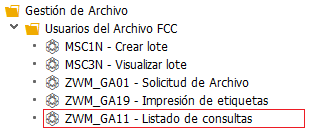 Gestión de Archivo
Usuarios del Archivo FCC
MSC1N - Crear lote
MSC3N - Visualizar lote
ZWM_GA01 - Solicitud de Archivo
ZWM_GA19 - Impresión de etiquetas
ZWM_GA11 - Listado de consultas